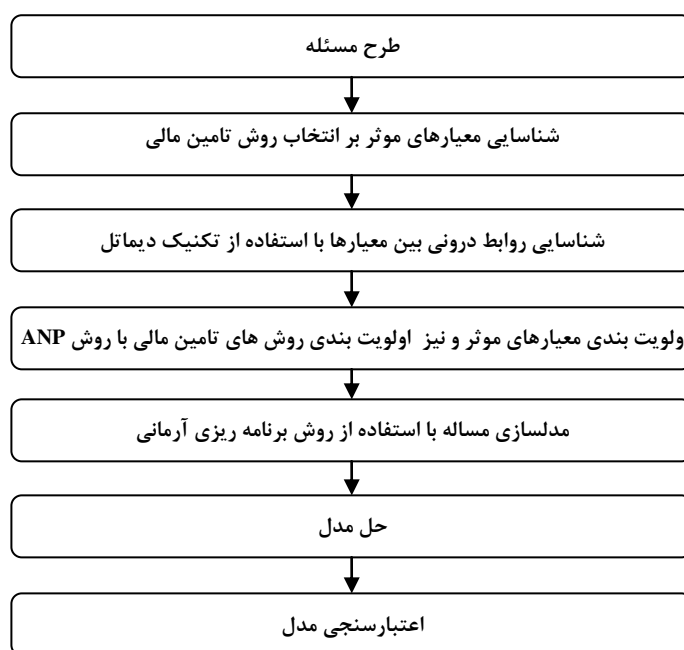 طرح مسئله
شناسایی معیارهای موثر بر انتخاب روش تامین مالی
شناسایی روابط درونی بین معیارها با استفاده از تکنیک دیماتل
ولویت بندی معیارهای موثر و نیز اولویت بندی روش های تامین مالی با روش ANP
مدلسازی مساله با استفاده از روش برنامه ریزی آرمانی
حل مدل
اعتبارسنجی مدل